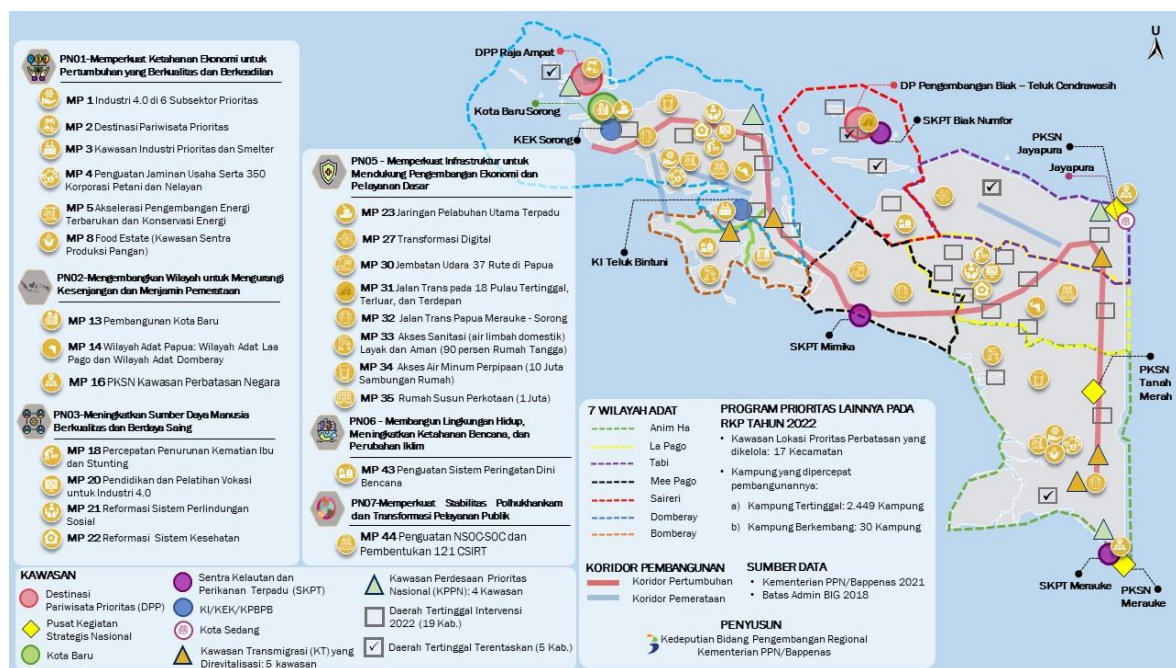 PN01-Memperkuat Ketahanan Ekonomi untuk
Pertumbuhan yang Berkualitas dan Berkeadilan
MP 1 Industri 4.0 di 6 Subsektor Prioritas
MP 2 Destinasi Pariwisata Prioritas
MP 3 Kawasan Industri Prioritas dan Smelter
MP 4 Penguatan Jaminan Usaha Serta 350
Korporasi Petani dan Nelayan
MP 5 Akselerasi Pengembangan Energi
Terbarukan dan Konservasi Energi
MP 8 Food Estate (Kawasan Sentra
Produksi Pangan)
PN02-Mengembangkan Wilayah untuk Mengurangi
Kesenjangan dan Menjamin Pemerataan
MP 13 Pembangunan Kota Baru
MP 14 Wilayah Adat Papua: Wilayah Adat Laa
Pago dan Wilayah Adat Domberay
MP 16 PKSN Kawasan Perbatasan Negara
PN03-Meningkatkan Sumber Daya Manusia
Berkualitas dan Berdaya Saing
MP 18 Percepatan Penurunan Kematian Ibu
dan Stunting
MP 20 Pendidikan dan Pelatihan Vokasi
untuk Industri 4.0
MP 21 Reformasi Sistem Perlindungan
Sosial
MP 22 Reformasi Sistem Kesehatan
PN05 - Memperkuat Infrastruktur untuk
Mendukung Pengembangan Ekonomi dan
Pelayanan Dasar
MP 23 Jaringan Pelabuhan Utama Terpadu
MP 27 Transformasi Digital
MP 30 Jembatan Udara 37 Rute di Papua
MP 31 Jalan Trans pada 18 Pulau Tertinggal,
Terluar, dan Terdepan
MP 32 Jalan Trans Papua Merauke - Sorong
MP 33 Akses Sanitasi (air limbah domestik)
Layak dan Aman (90 persen Rumah Tangga)
MP 34 Akses Air Minum Perpipaan (10 Juta
Sambungan Rumah)
MP 35 Rumah Susun Perkotaan (1 Juta)
PN06 - Membangun Lingkungan Hidup,
Meningkatkan Ketahanan Bencana, dan
Perubahan Iklim
MP 43 Penguatan Sistem Peringatan Dini
Bencana
PN07-Memperkuat Stabilitas Polhukhankam
dan Transformasi Pelayanan Publik
MP 44 Penguatan NSOC-SOC dan
Pembentukan 121 CSIRT
DPP Raja Ampat
Kota Baru Sorong
KEK Sorong
KI Teluk Bintuni
DP Pengembangan Biak – Teluk Cendrawasih
SKPT Biak Numfor
PKSN
Jayapura
Jayapura
SKPT Mimika
PKSN
Tanah
Merah
SKPT Merauke
PKSN
Merauke
U
KAWASAN
Destinasi
Pariwisata Prioritas (DPP)
Pusat Kegiatan
Strategis Nasional
Kota Baru
Sentra Kelautan dan
Perikanan Terpadu (SKPT)
KI/KEK/KPBPB
Kota Sedang
Kawasan Transmigrasi (KT) yang
Direvitalisasi: 5 kawasan
Kawasan Perdesaan Prioritas
Nasional (KPPN): 4 Kawasan
Daerah Tertinggal Intervensi
2022 (19 Kab.)
Daerah Tertinggal Terentaskan (5 Kab.)
7 WILAYAH ADAT
Anim Ha
La Pago
Tabi
Mee Pago
Saireri
Domberay
Bomberay
PROGRAM PRIORITAS LAINNYA PADA
RKP TAHUN 2022
• Kawasan Lokasi Prioritas Perbatasan yang
dikelola: 17 Kecamatan
• Kampung yang dipercepat
pembangunannya:
a) Kampung Tertinggal: 2.449 Kampung
b) Kampung Berkembang: 30 Kampung
KORIDOR PEMBANGUNAN
Koridor Pertumbuhan
Koridor Pemerataan
SUMBER DATA
• Kementerian PPN/Bappenas 2021
• Batas Admin BIG 2018
PENYUSUN
Kedeputian Bidang Pengembangan Regional
Kementerian PPN/Bappenas